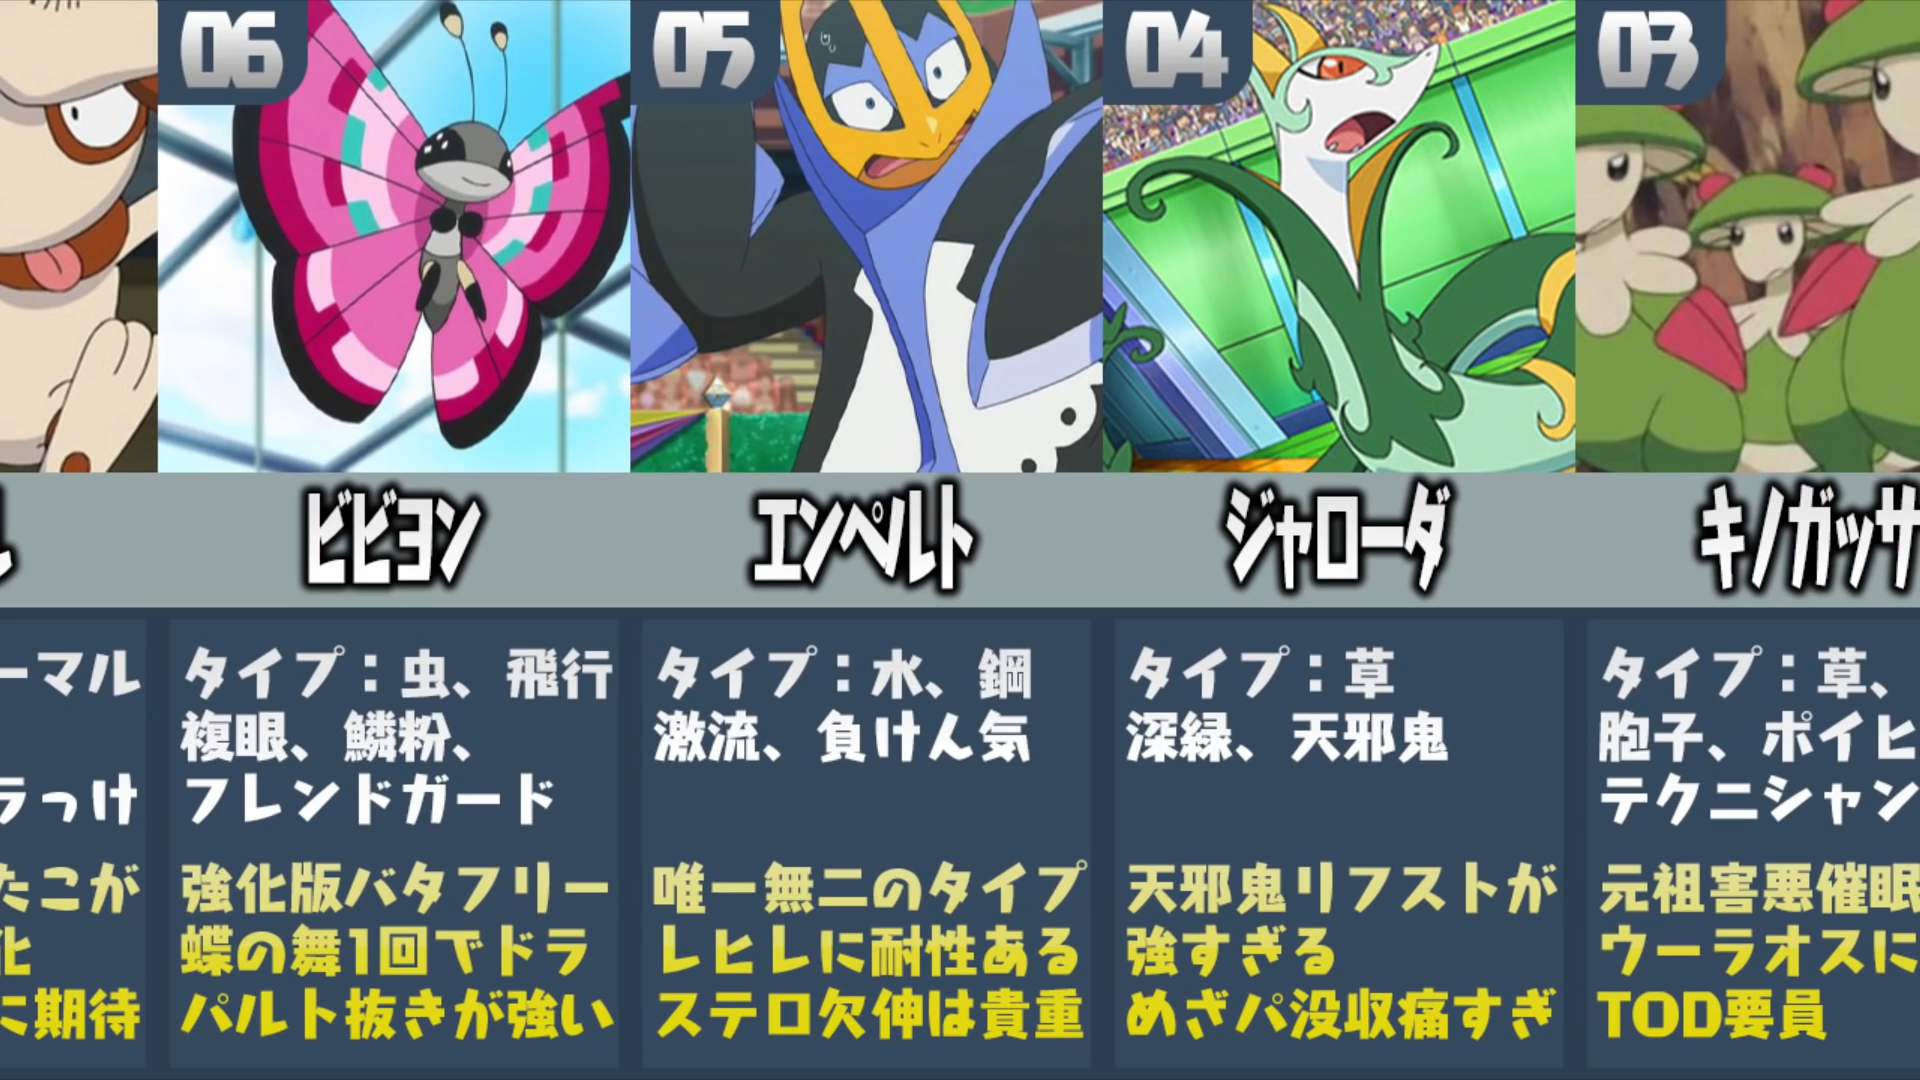 06
05
04
03
ビビヨン
エンペルト
ジャローダ
キノガッサ
ーマル
らっけ
たこが
化
に期待
タイプ：虫、飛行
複眼、鱗粉、
フレンドガード
強化版バタフリー
蝶の舞1回でドラ
パルト抜きが強い
タイプ：水、鋼
激流、負けん気
唯一無二のタイプ
レヒレに耐性ある
ステロ欠伸は貴重
タイプ：草
深緑、天邪鬼
天邪鬼リフストが
強すぎる
めざパ没収痛すぎ
タイプ：草、
胞子、ポイヒ
テクニシャン
元祖害悪催眠
ウーラオスに
TOD要員